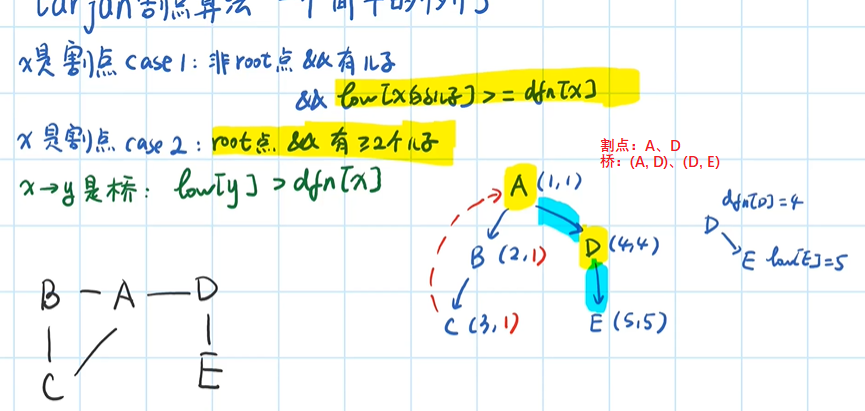 Tarjan割点算法 一个简单的例子
x是割点 case 1: 非root点 && 有儿子
&& low[x的儿子] >= dfn[x]
x 是割点 case 2: root点 && 有≥2个儿子
x→y 是桥: low[y] > dfn[x]
割点：A、D
桥：(A, D)、(D, E)
A (1,1)
B (2,1)
C (3,1)
D (4,4)
E (5,5)
dfn[D]=4
D
E low[E]=5
B A D
C E